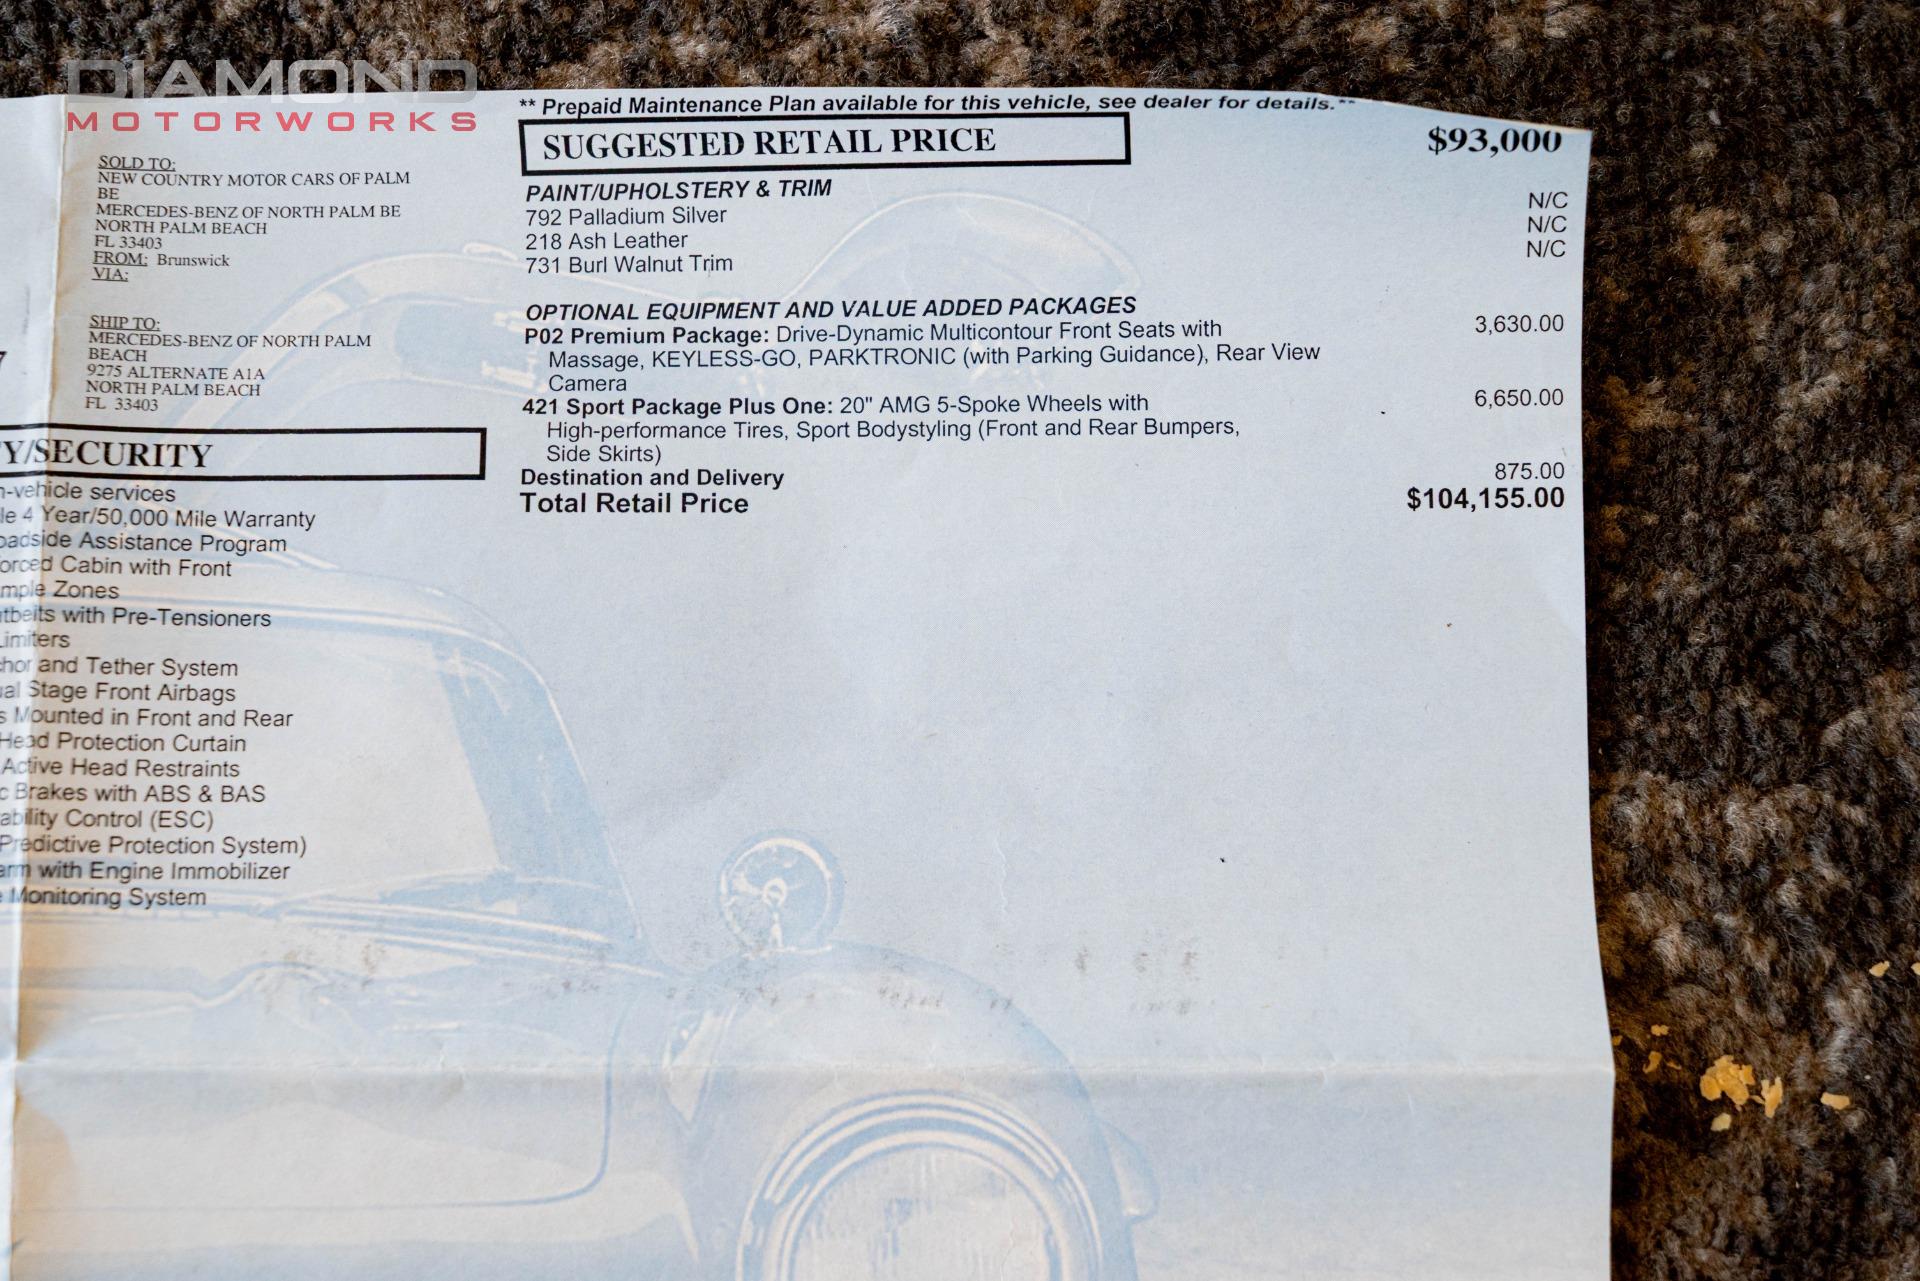 DIAMOND
MOTORWORKS
SOLD TO:
NEW COUNTRY MOTOR CARS OF PALM
BE
MERCEDES-BENZ OF NORTH PALM BE
NORTH PALM BEACH
FL 33403
FROM: Brunswick
VIA:
SHIP TO:
MERCEDES-BENZ OF NORTH PALM
BEACH
9275 ALTERNATE A1A
NORTH PALM BEACH
FL 33403
Y/SECURITY
n-vehicle services
le 4 Year/50,000 Mile Warranty
oadside Assistance Program
orced Cabin with Front
mple Zones
tbelts with Pre-Tensioners
Limiters
chor and Tether System
ual Stage Front Airbags
s Mounted in Front and Rear
Head Protection Curtain
Active Head Restraints
c Brakes with ABS & BAS
ability Control (ESC)
Predictive Protection System)
arm with Engine Immobilizer
e Monitoring System
** Prepaid Maintenance Plan available for this vehicle, see dealer for details.**
SUGGESTED RETAIL PRICE $93,000
PAINT/UPHOLSTERY & TRIM
792 Palladium Silver N/C
218 Ash Leather N/C
731 Burl Walnut Trim N/C
OPTIONAL EQUIPMENT AND VALUE ADDED PACKAGES
P02 Premium Package: Drive-Dynamic Multicontour Front Seats with 3,630.00
Massage, KEYLESS-GO, PARKTRONIC (with Parking Guidance), Rear View
Camera
421 Sport Package Plus One: 20" AMG 5-Spoke Wheels with 6,650.00
High-performance Tires, Sport Bodystyling (Front and Rear Bumpers,
Side Skirts)
Destination and Delivery 875.00
Total Retail Price $104,155.00